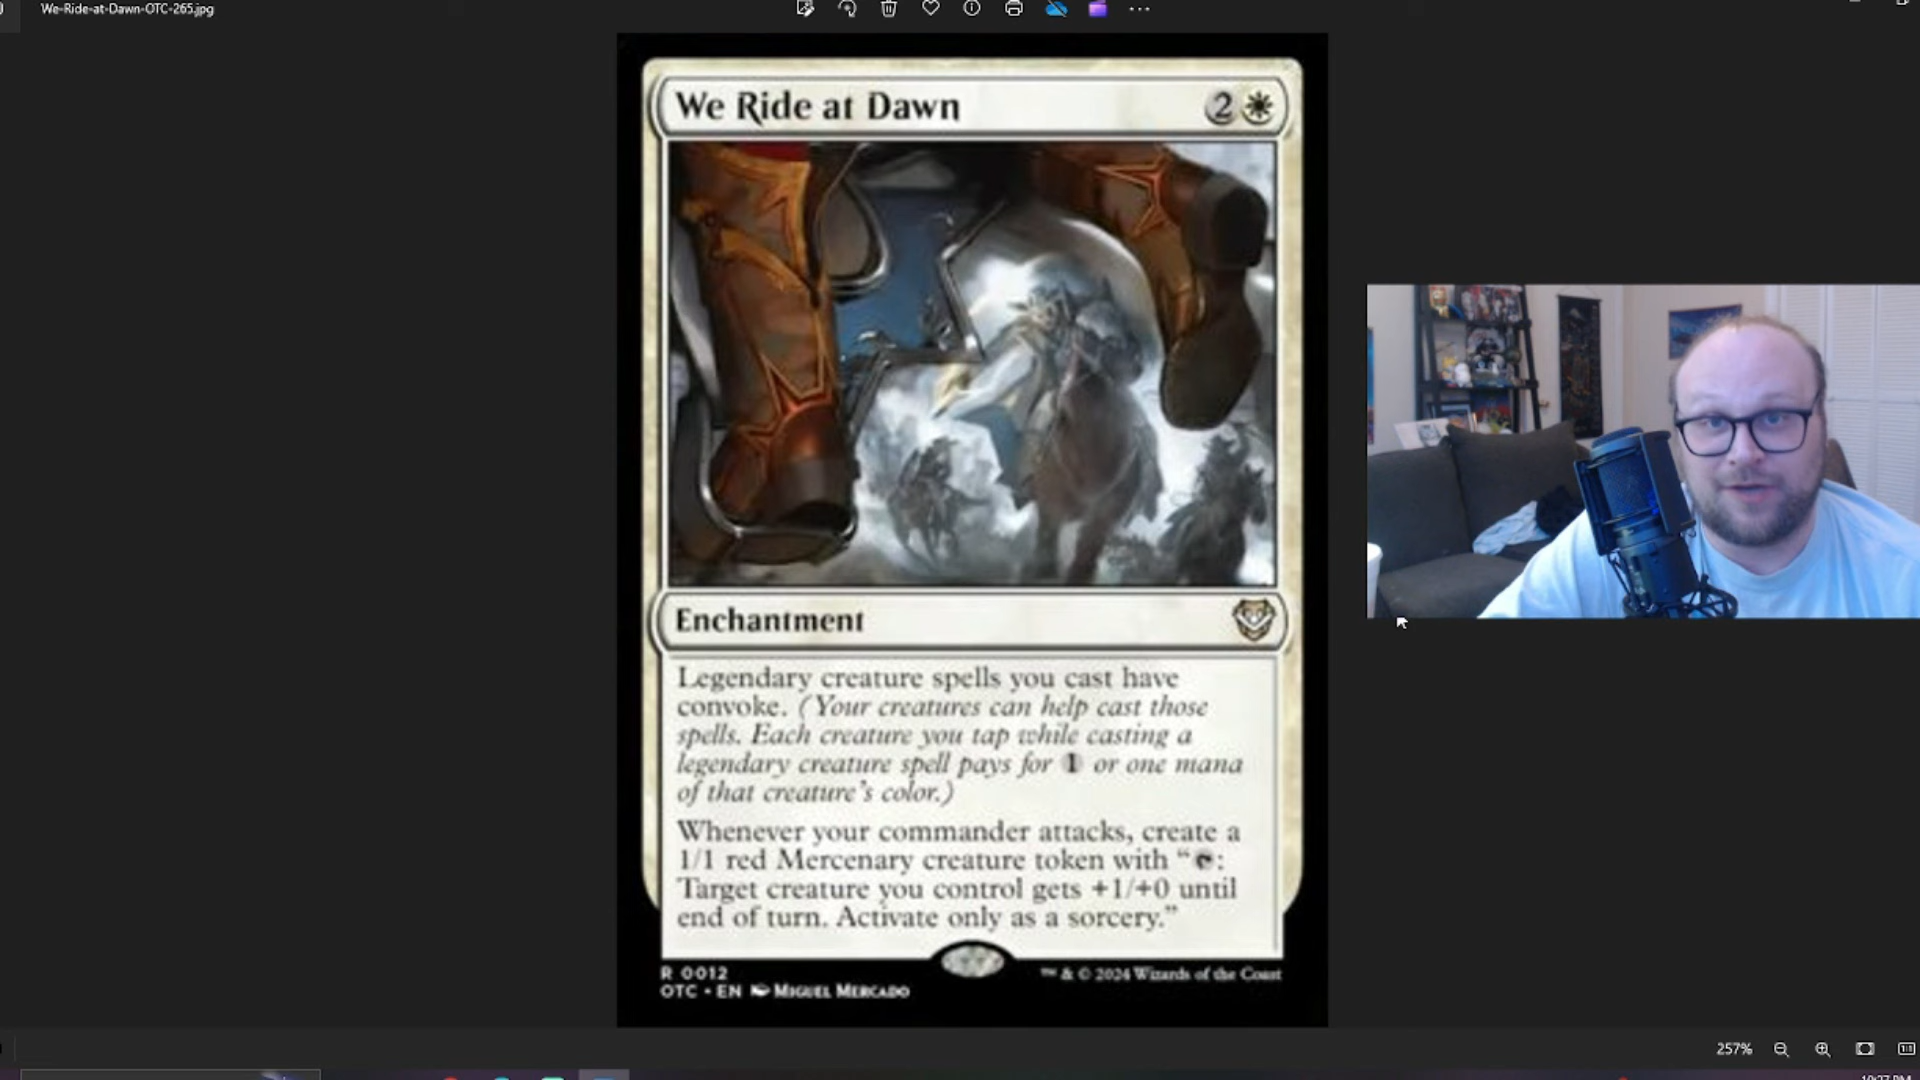 We-Ride-at-Dawn-OTC-265.jpg
We Ride at Dawn 2
Enchantment
Legendary creature spells you cast have
convoke. (Your creatures can help cast those
spells. Each creature you tap while casting a
legendary creature spell pays for 1 or one mana
of that creature's color.)
Whenever your commander attacks, create a
1/1 red Mercenary creature token with “ :
Target creature you control gets +1/+0 until
end of turn. Activate only as a sorcery.”
R 0012
OTC • EN MIGUEL MERCADO
™ & © 2024 Wizards of the Coast
257%